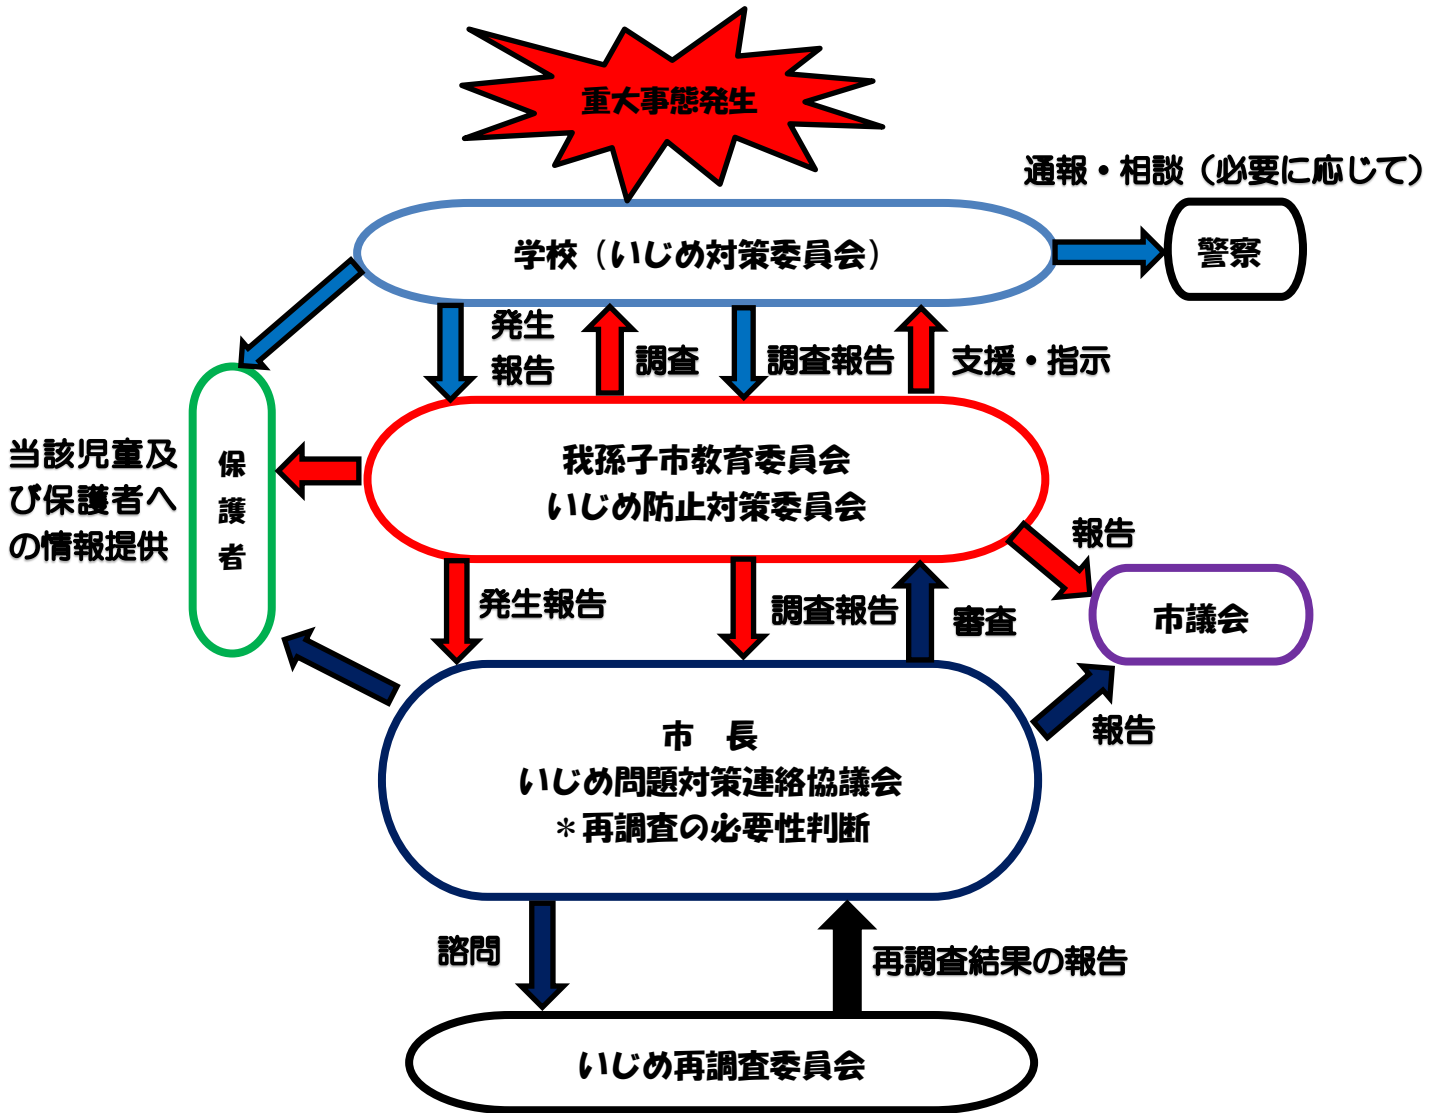 重大事態発生
通報・相談（必要に応じて）
学校（いじめ対策委員会）
警察
発生
報告
調査
調査報告
支援・指示
当該児童及
び保護者へ
の情報提供
保
護
者
我孫子市教育委員会
いじめ防止対策委員会
報告
発生報告
調査報告
審査
市議会
報告
市　長
いじめ問題対策連絡協議会
＊再調査の必要性判断
諮問
再調査結果の報告
いじめ再調査委員会